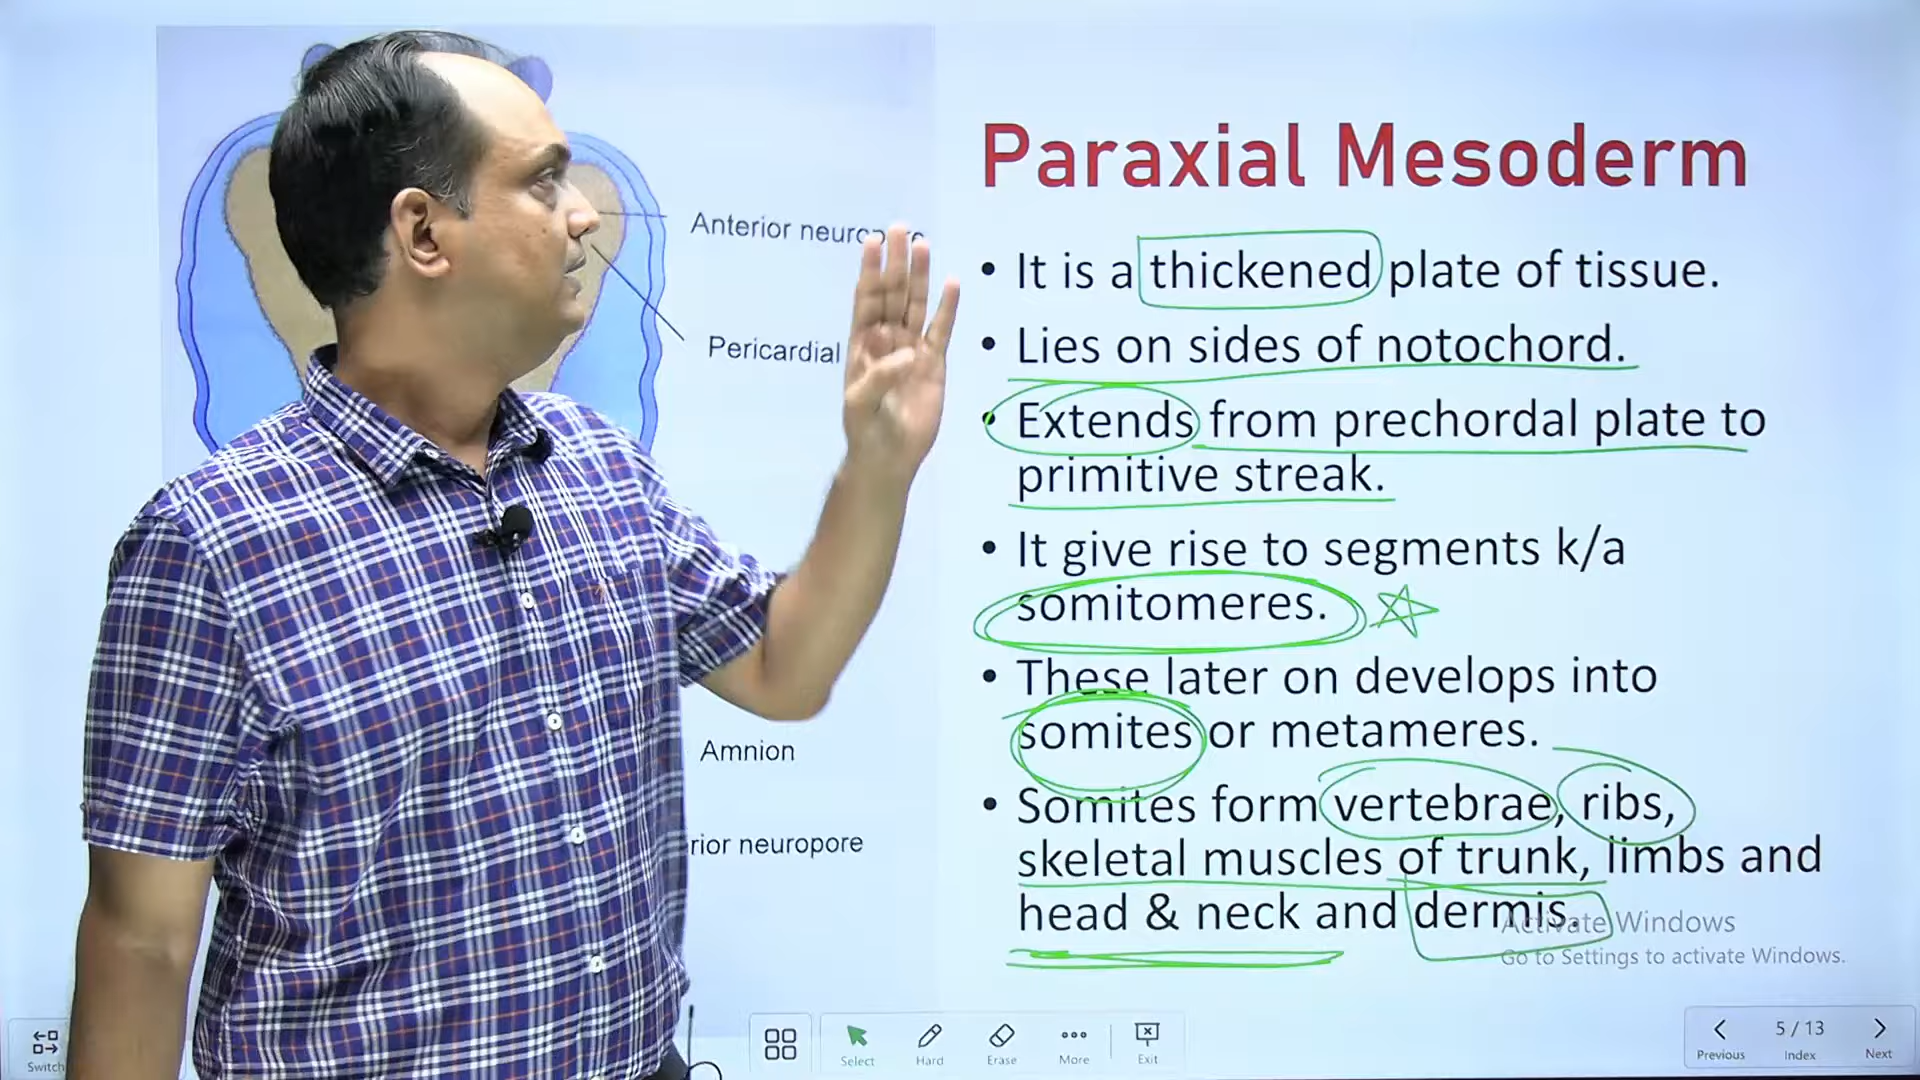 Paraxial Mesoderm
• It is a thickened plate of tissue.
• Lies on sides of notochord.
• Extends from prechordal plate to
primitive streak.
• It give rise to segments k/a
somitomeres.
• These later on develops into
somites or metameres.
• Somites form vertebrae, ribs,
skeletal muscles of trunk, limbs and
head & neck and dermis.
Anterior
Pericardial
Amnion
rior neuropore
Activate Windows
Go to Settings to activate Windows.
Switch
Select
Hard
Erase
More
Exit
Previous
5 / 13
Index
Next